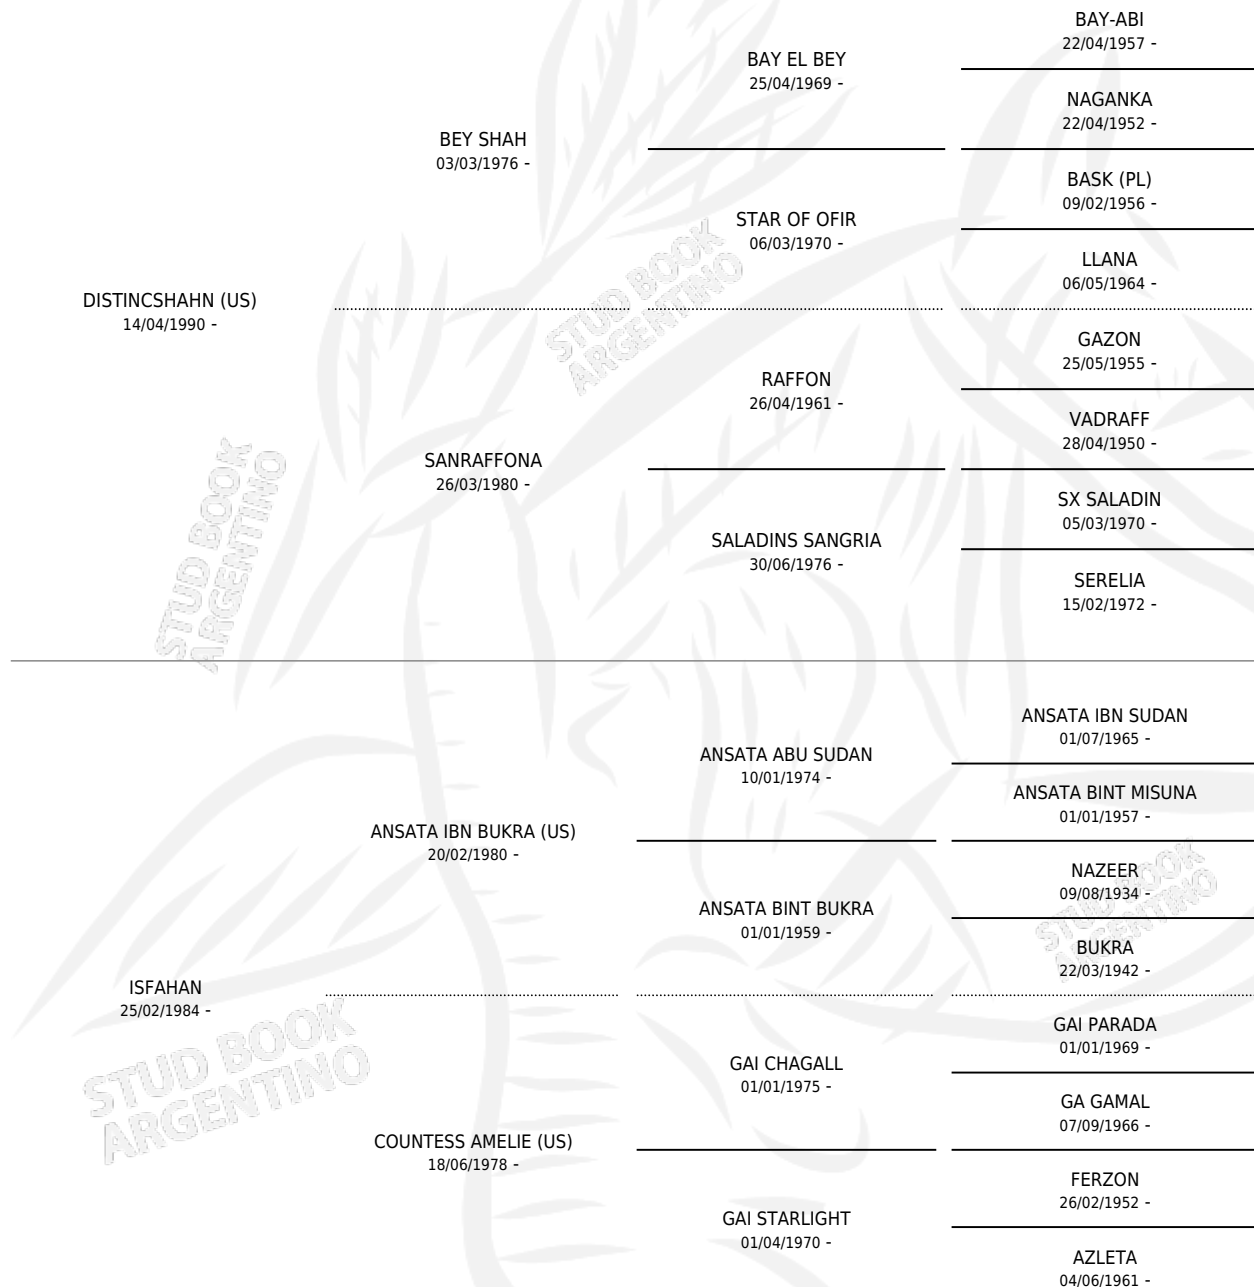 BAY-ABI
22/04/1957 -
BAY EL BEY
25/04/1969 -
NAGANKA
22/04/1952 -
BEY SHAH
03/03/1976 -
BASK (PL)
09/02/1956 -
STAR OF OFIR
06/03/1970 -
LLANA
06/05/1964 -
DISTINCSHAHN (US)
14/04/1990 -
STUD BOOK
ARGENTINO
GAZON
25/05/1955 -
RAFFON
26/04/1961 -
VADRAFF
28/04/1950 -
SANRAFFONA
26/03/1980 -
SX SALADIN
05/03/1970 -
SALADINS SANGRIA
30/06/1976 -
SERELIA
15/02/1972 -
STUD BOOK
ARGENTINO
ANSATA IBN SUDAN
01/07/1965 -
ANSATA ABU SUDAN
10/01/1974 -
ANSATA BINT MISUNA
01/01/1957 -
ANSATA IBN BUKRA (US)
20/02/1980 -
NAZEER
09/08/1934 -
ANSATA BINT BUKRA
01/01/1959 -
STUD BOOK
ARGENTINO
BUKRA
22/03/1942 -
ISFAHAN
25/02/1984 -
STUD BOOK
ARGENTINO
GAI PARADA
01/01/1969 -
GAI CHAGALL
01/01/1975 -
GA GAMAL
07/09/1966 -
COUNTESS AMELIE (US)
18/06/1978 -
FERZON
26/02/1952 -
GAI STARLIGHT
01/04/1970 -
AZLETA
04/06/1961 -